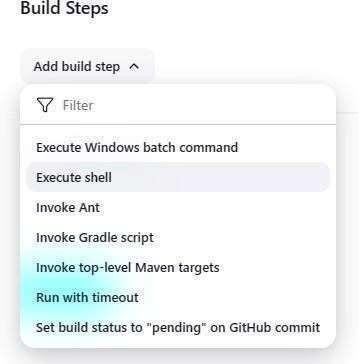 Build Steps
Add build step
Filter
Execute Windows batch command
Execute shell
Invoke Ant
Invoke Gradle script
Invoke top-level Maven targets
Run with timeout
Set build status to "pending" on GitHub commit